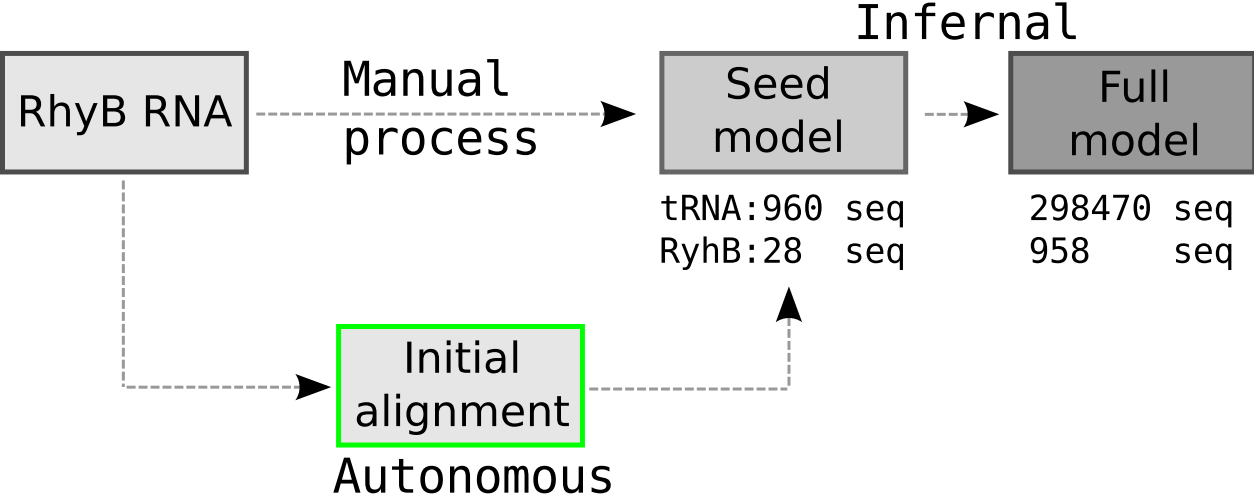 Infernal
RhyB RNA
Manual
process
Seed
model
Full
model
tRNA:960 seq
RyhB:28 seq
298470 seq
958 seq
Initial
alignment
Autonomous